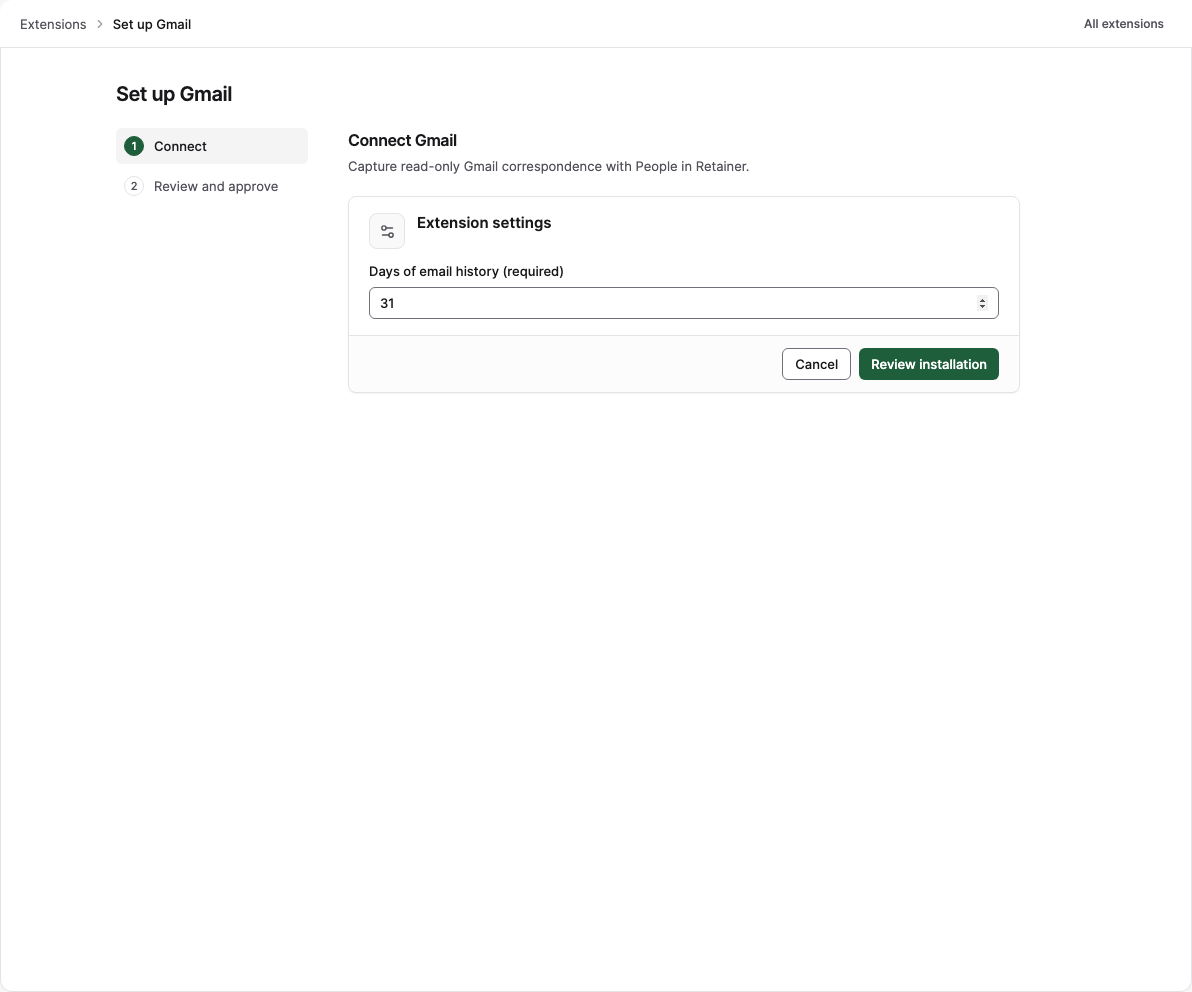 Extensions > Set up Gmail
All extensions
Set up Gmail
1 Connect
2 Review and approve
Connect Gmail
Capture read-only Gmail correspondence with People in Retainer.
Extension settings
Days of email history (required)
31
Cancel
Review installation